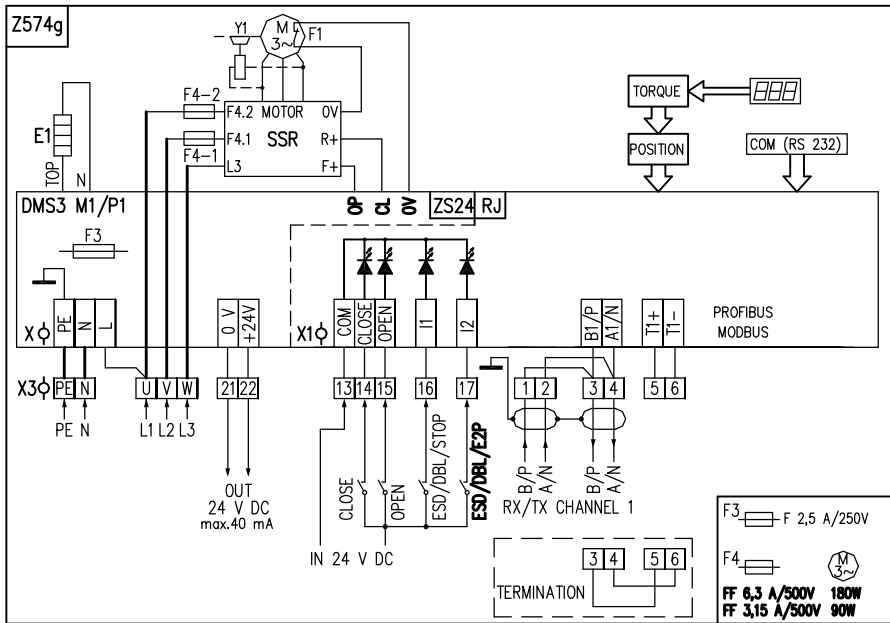 Z574g
Y1 M 3~ F1
F4-2
F4.2 MOTOR 0V
F4.1 SSR R+
F4-1
L3 F+
E1
TOP N
TORQUE
POSITION
COM (RS 232)
DMS3 M1/P1
OP CL 0V
ZS24 RJ
F3
X PE N L
0 V +24V
X1 COM CLOSE OPEN I1 I2
B1/P A1/N T1+ T1-
PROFIBUS
MODBUS
X3 PE N U V W 21 22 13 14 15 16 17 1 2 3 4 5 6
PE N L1 L2 L3
OUT
24 V DC
max.40 mA
CLOSE OPEN ESD/DBL/STOP ESD/DBL/E2P
B/P A/N B/P A/N
RX/TX CHANNEL 1
IN 24 V DC
TERMINATION 3 4 5 6
F3 F 2,5 A/250V
F4 M 3~
FF 6,3 A/500V 180W
FF 3,15 A/500V 90W